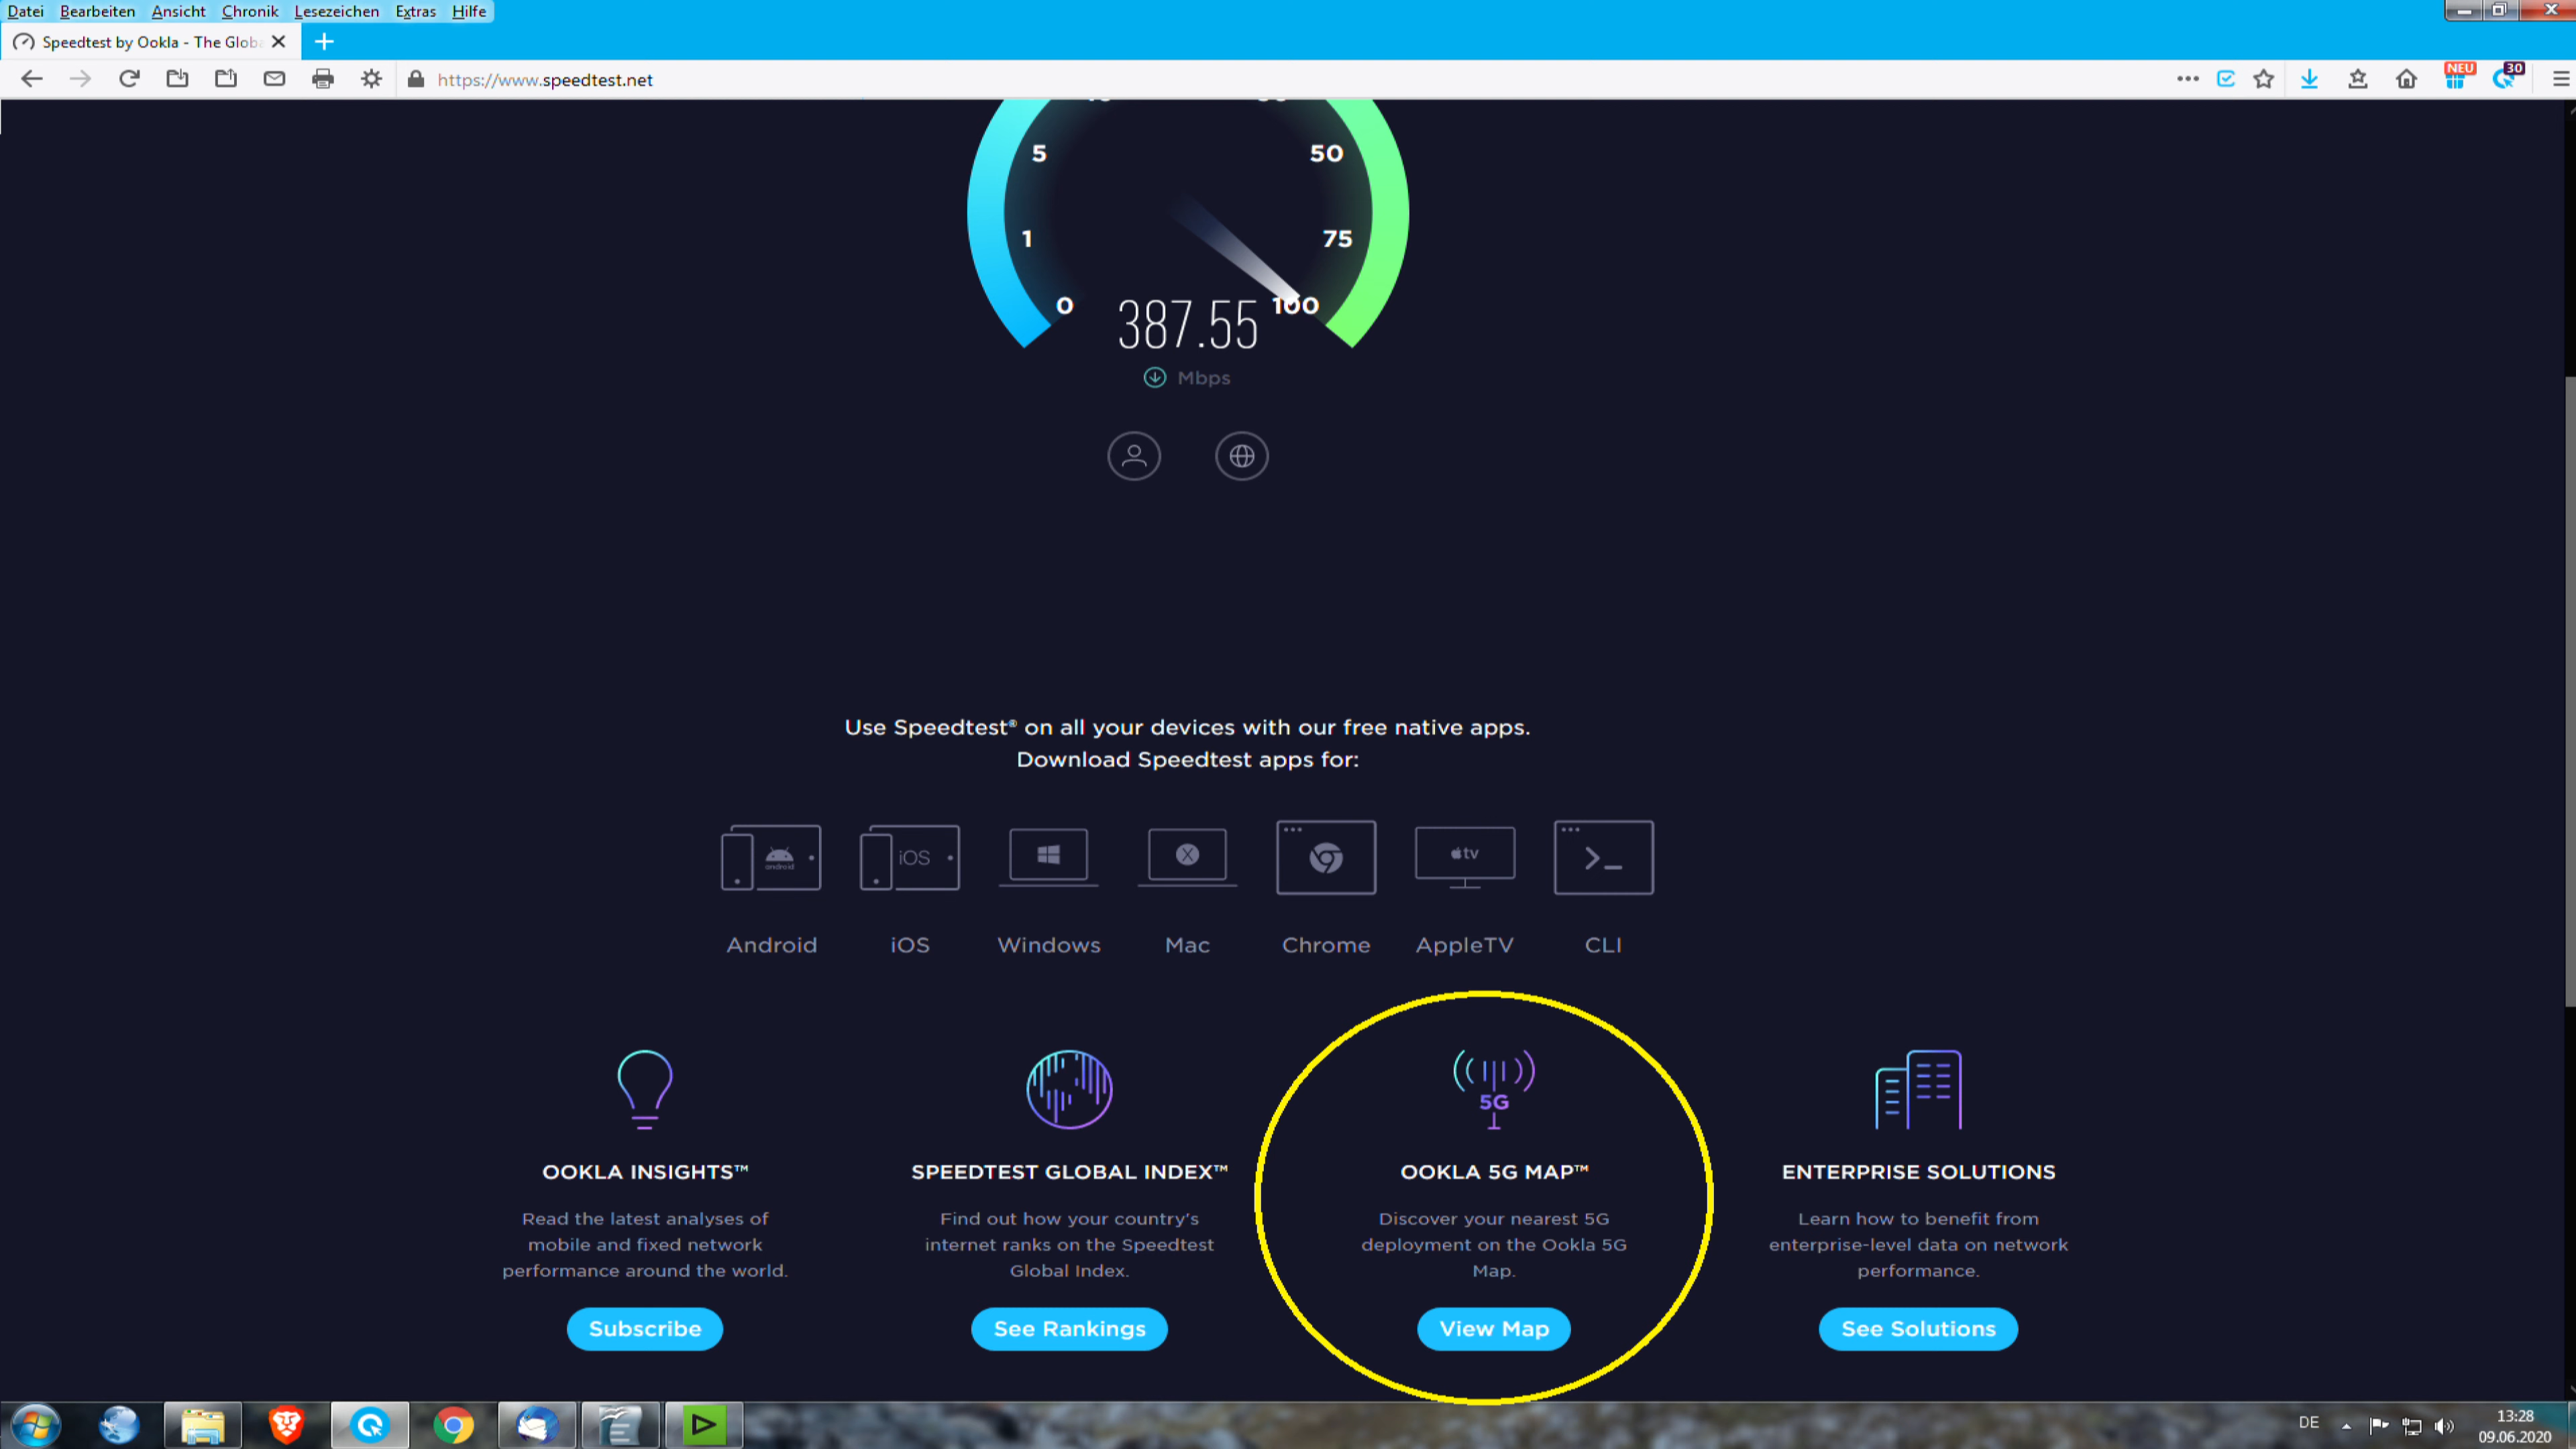 Datei Bearbeiten Ansicht Chronik Lesezeichen Extras Hilfe
Speedtest by Ookla - The Glob
https://www.speedtest.net
NEU
30
5
50
1
75
0
100
387.55
Mbps
Use Speedtest® on all your devices with our free native apps.
Download Speedtest apps for:
android
iOS
tv
Android iOS Windows Mac Chrome AppleTV CLI
5G
OOKLA INSIGHTS™
Read the latest analyses of
mobile and fixed network
performance around the world.
Subscribe
SPEEDTEST GLOBAL INDEX™
Find out how your country's
internet ranks on the Speedtest
Global Index.
See Rankings
OOKLA 5G MAP™
Discover your nearest 5G
deployment on the Ookla 5G
Map.
View Map
ENTERPRISE SOLUTIONS
Learn how to benefit from
enterprise-level data on network
performance.
See Solutions
DE
13:28
09.06.2020